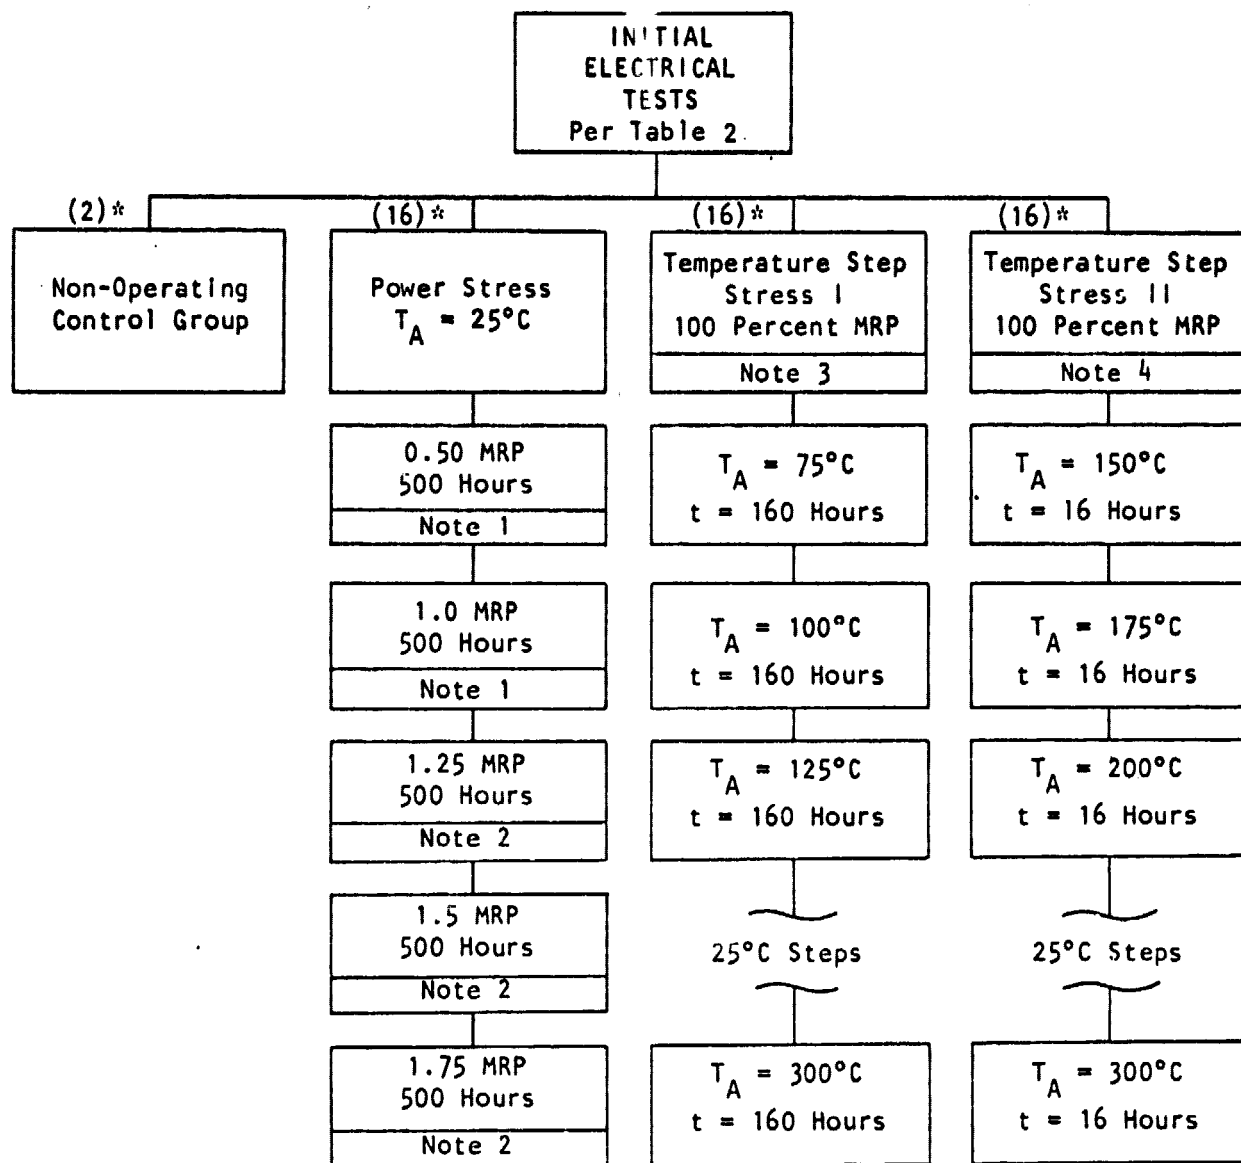 INITIAL
ELECTRICAL
TESTS
Per Table 2
(2)*
(16)*
(16)*
(16)*
Non-Operating
Control Group
Power Stress
T_A = 25°C
Temperature Step
Stress I
100 Percent MRP
Note 3
Temperature Step
Stress II
100 Percent MRP
Note 4
0.50 MRP
500 Hours
Note 1
T_A = 75°C
t = 160 Hours
T_A = 150°C
t = 16 Hours
1.0 MRP
500 Hours
Note 1
T_A = 100°C
t = 160 Hours
T_A = 175°C
t = 16 Hours
1.25 MRP
500 Hours
Note 2
T_A = 125°C
t = 160 Hours
T_A = 200°C
t = 16 Hours
1.5 MRP
500 Hours
Note 2
25°C Steps
25°C Steps
1.75 MRP
500 Hours
Note 2
T_A = 300°C
t = 160 Hours
T_A = 300°C
t = 16 Hours